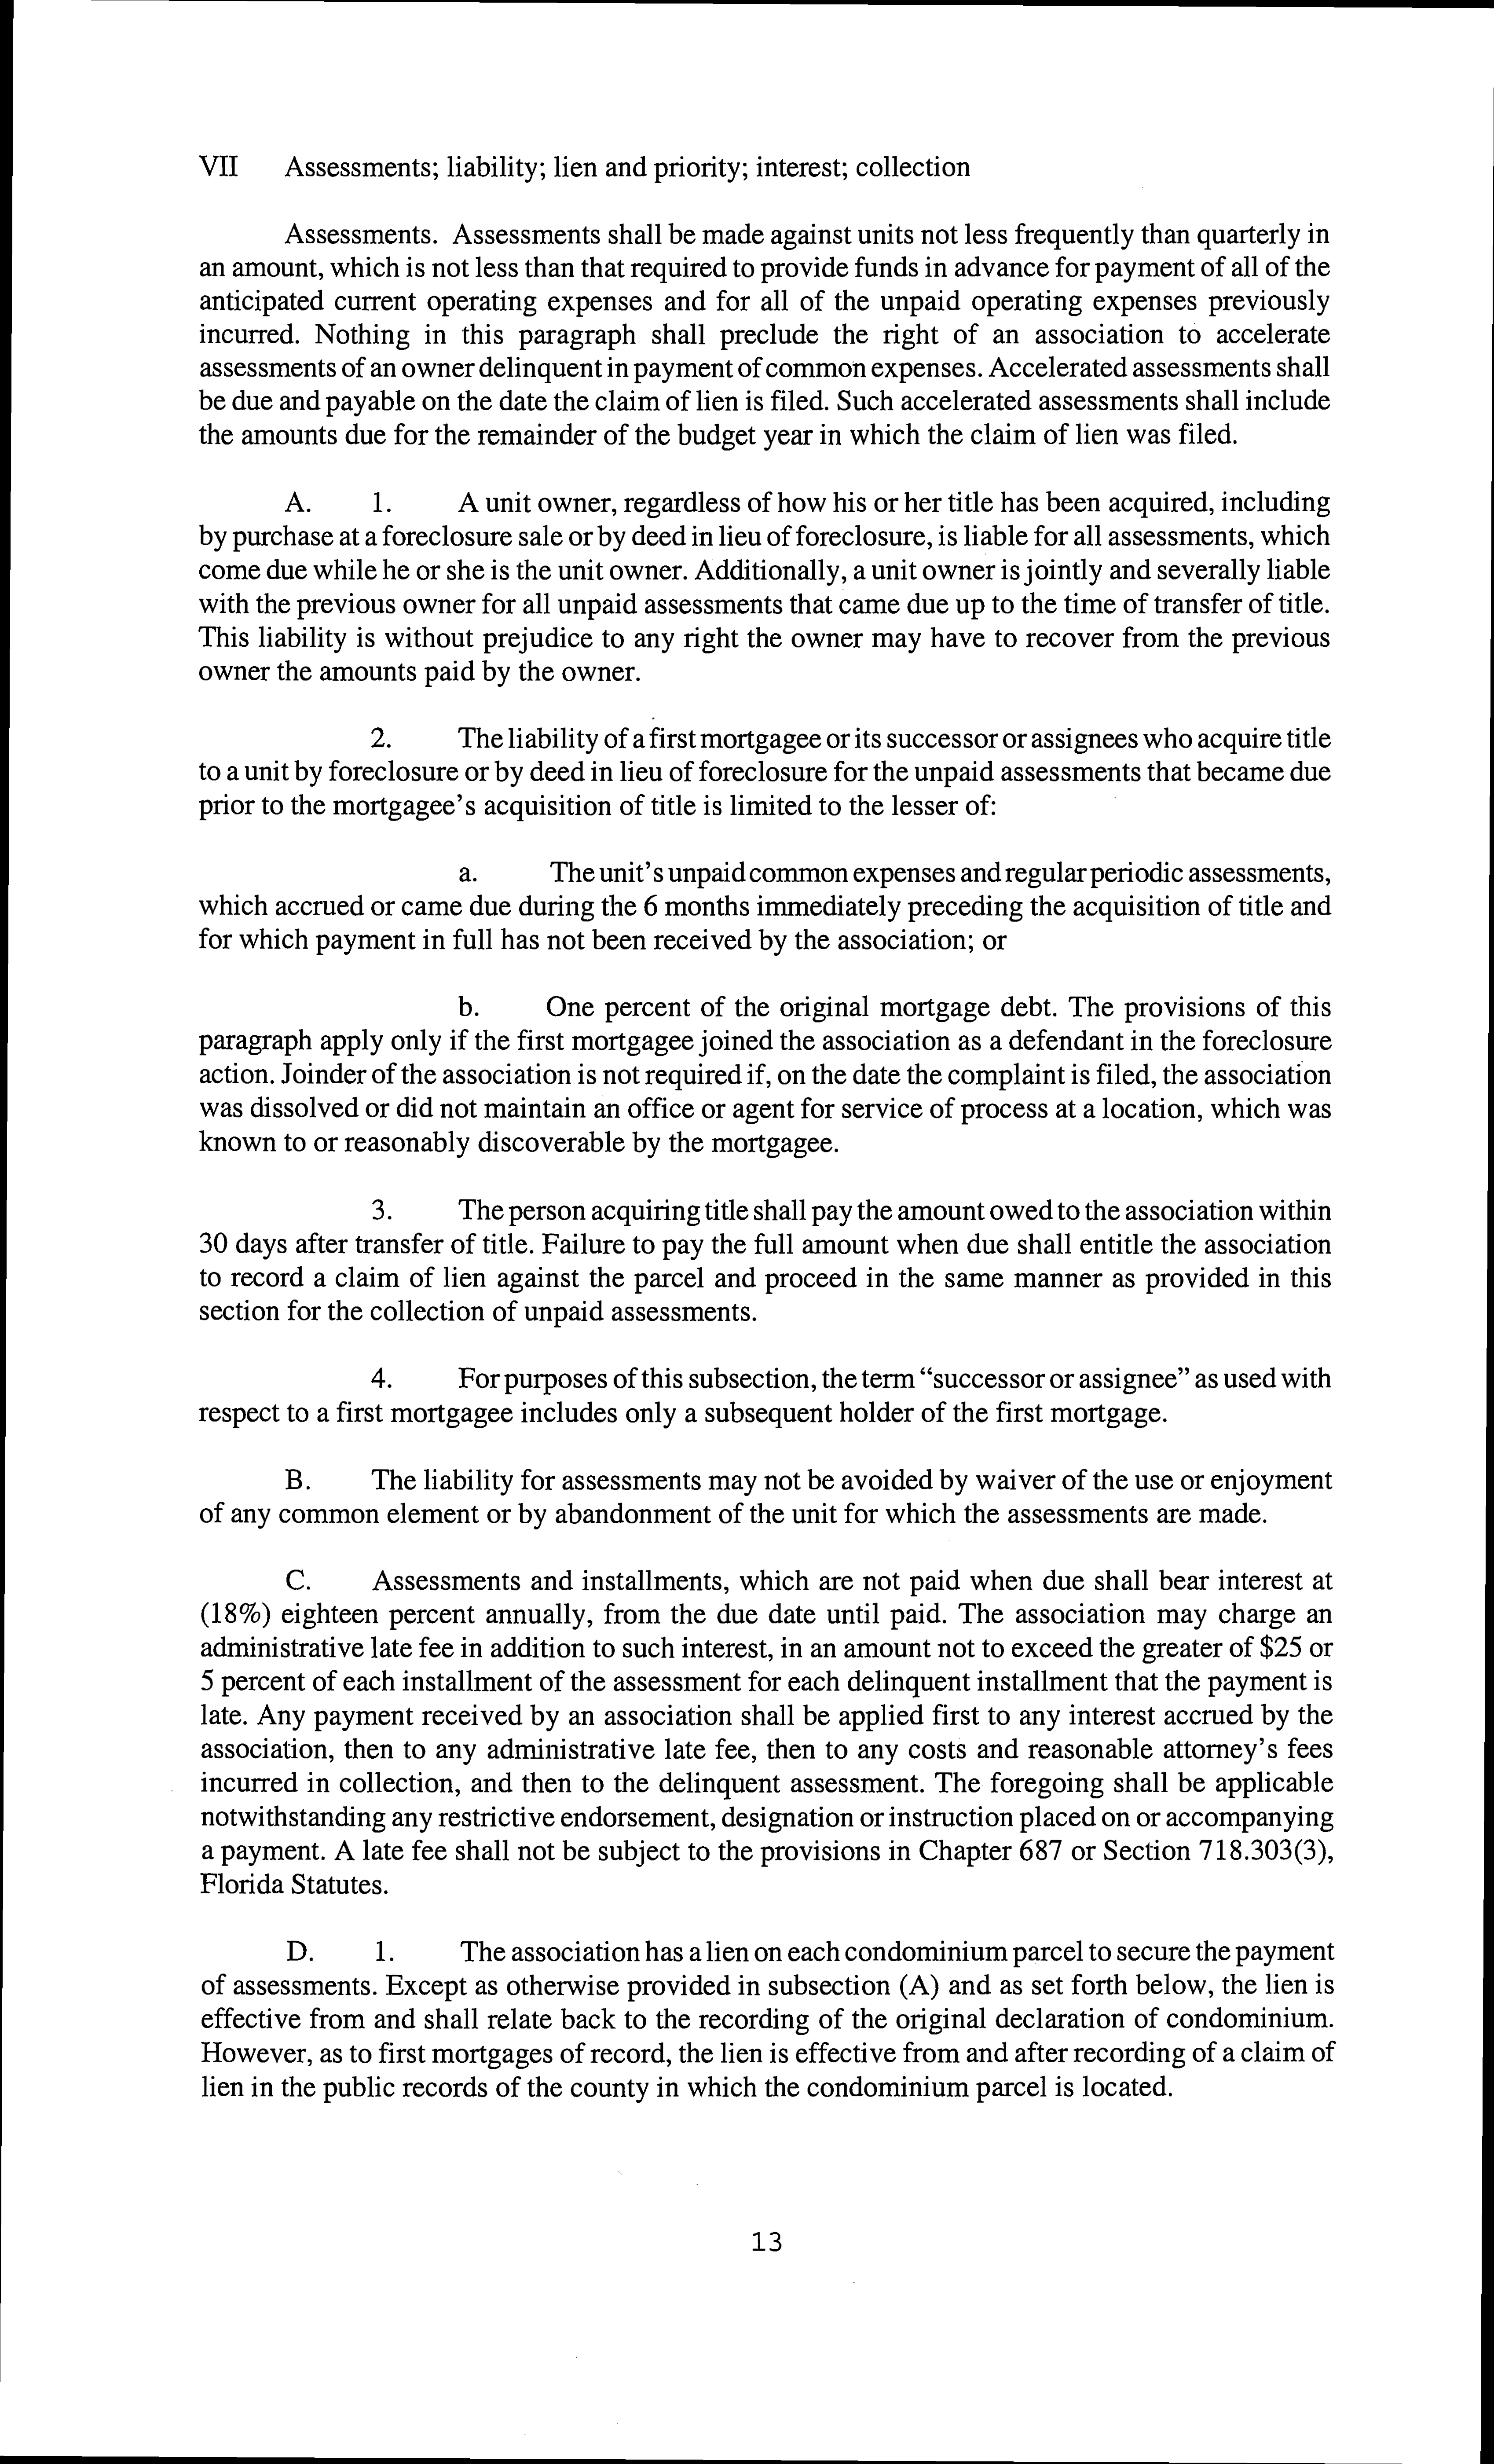 VII Assessments; liability; lien and priority; interest; collection
Assessments. Assessments shall be made against units not less frequently than quarterly in
an amount, which is not less than that required to provide funds in advance for payment of all of the
anticipated current operating expenses and for all of the unpaid operating expenses previously
incurred. Nothing in this paragraph shall preclude the right of an association to accelerate
assessments of an owner delinquent in payment of common expenses. Accelerated assessments shall
be due and payable on the date the claim of lien is filed. Such accelerated assessments shall include
the amounts due for the remainder of the budget year in which the claim of lien was filed.
A. 1. A unit owner, regardless of how his or her title has been acquired, including
by purchase at a foreclosure sale or by deed in lieu of foreclosure, is liable for all assessments, which
come due while he or she is the unit owner. Additionally, a unit owner is jointly and severally liable
with the previous owner for all unpaid assessments that came due up to the time of transfer of title.
This liability is without prejudice to any right the owner may have to recover from the previous
owner the amounts paid by the owner.
2. The liability of a first mortgagee or its successor or assignees who acquire title
to a unit by foreclosure or by deed in lieu of foreclosure for the unpaid assessments that became due
prior to the mortgagee's acquisition of title is limited to the lesser of:
a. The unit's unpaid common expenses and regular periodic assessments,
which accrued or came due during the 6 months immediately preceding the acquisition of title and
for which payment in full has not been received by the association; or
b. One percent of the original mortgage debt. The provisions of this
paragraph apply only if the first mortgagee joined the association as a defendant in the foreclosure
action. Joinder of the association is not required if, on the date the complaint is filed, the association
was dissolved or did not maintain an office or agent for service of process at a location, which was
known to or reasonably discoverable by the mortgagee.
3. The person acquiring title shall pay the amount owed to the association within
30 days after transfer of title. Failure to pay the full amount when due shall entitle the association
to record a claim of lien against the parcel and proceed in the same manner as provided in this
section for the collection of unpaid assessments.
4. For purposes of this subsection, the term “successor or assignee” as used with
respect to a first mortgagee includes only a subsequent holder of the first mortgage.
B. The liability for assessments may not be avoided by waiver of the use or enjoyment
of any common element or by abandonment of the unit for which the assessments are made.
C. Assessments and installments, which are not paid when due shall bear interest at
(18%) eighteen percent annually, from the due date until paid. The association may charge an
administrative late fee in addition to such interest, in an amount not to exceed the greater of $25 or
5 percent of each installment of the assessment for each delinquent installment that the payment is
late. Any payment received by an association shall be applied first to any interest accrued by the
association, then to any administrative late fee, then to any costs and reasonable attorney's fees
incurred in collection, and then to the delinquent assessment. The foregoing shall be applicable
notwithstanding any restrictive endorsement, designation or instruction placed on or accompanying
a payment. A late fee shall not be subject to the provisions in Chapter 687 or Section 718.303(3),
Florida Statutes.
D. 1. The association has a lien on each condominium parcel to secure the payment
of assessments. Except as otherwise provided in subsection (A) and as set forth below, the lien is
effective from and shall relate back to the recording of the original declaration of condominium.
However, as to first mortgages of record, the lien is effective from and after recording of a claim of
lien in the public records of the county in which the condominium parcel is located.
13